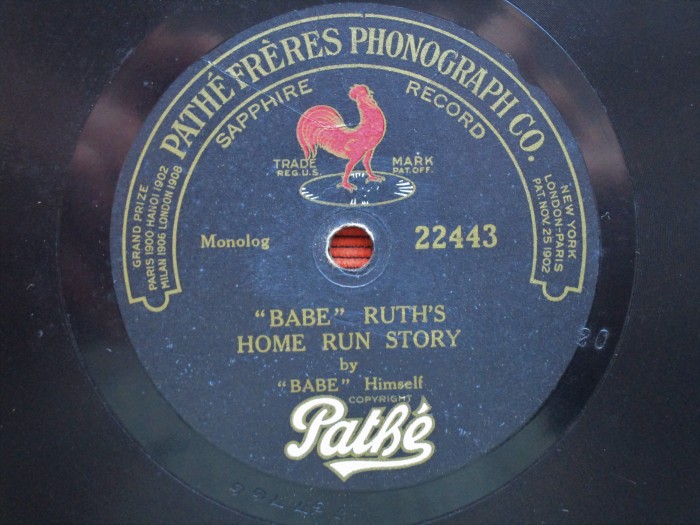 PATHÉ FRÈRES PHONOGRAPH CO.
SAPPHIRE RECORD
TRADE MARK
REG.U.S. PAT.OFF.
GRAND PRIZE
PARIS 1900 HANOI 1902
MILAN 1906 LONDON 1908
NEW YORK
LONDON-PARIS
PAT. NOV. 25 1902
Monolog 22443
"BABE" RUTH'S
HOME RUN STORY
by
"BABE" Himself
COPYRIGHT
Pathé